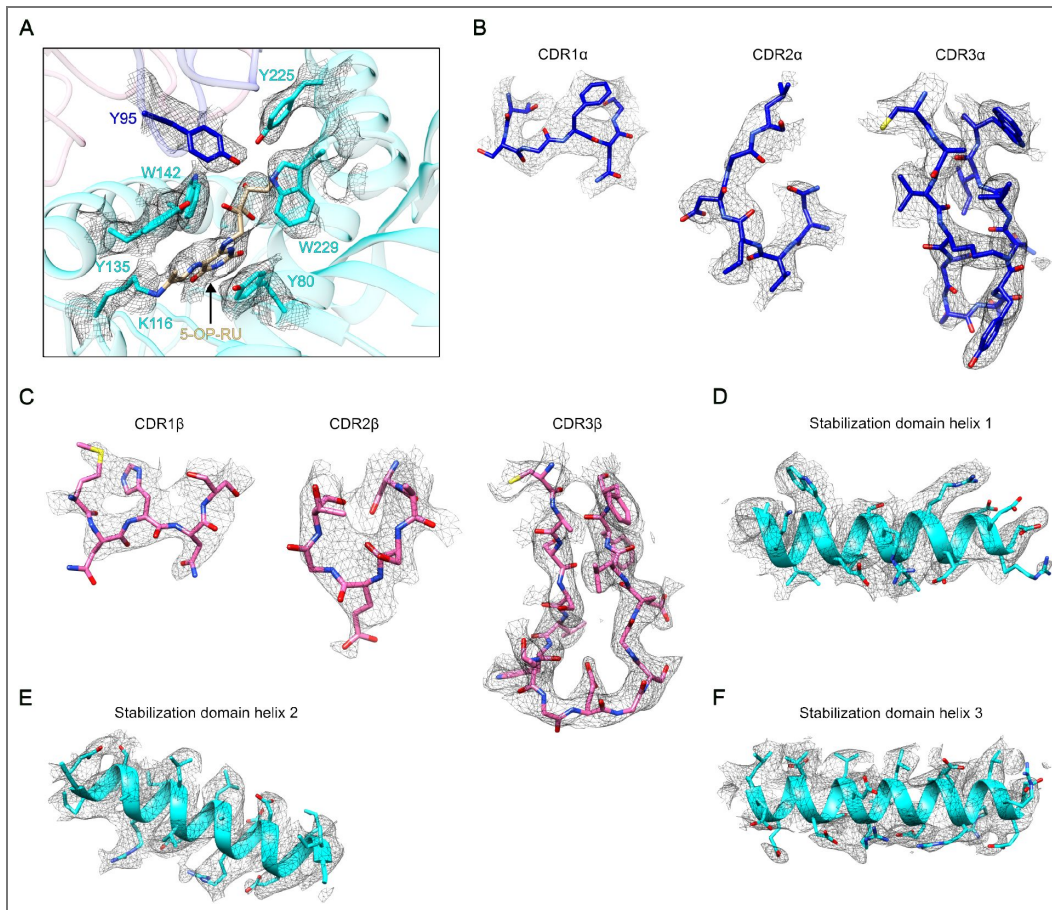 A
Y225
Y95
W142
W229
Y135
Y80
K116
5-OP-RU
B
CDR1α
CDR2α
CDR3α
C
CDR1β
CDR2β
CDR3β
D
Stabilization domain helix 1
E
Stabilization domain helix 2
F
Stabilization domain helix 3